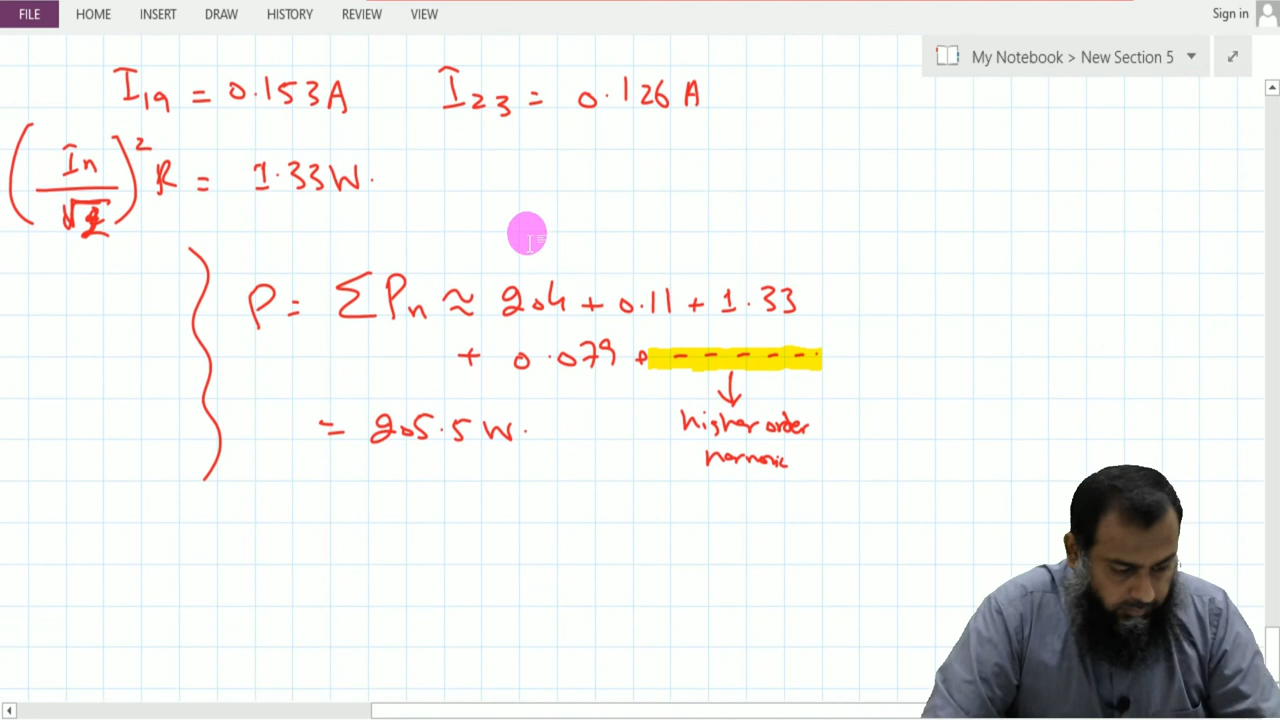 FILE HOME INSERT DRAW HISTORY REVIEW VIEW Sign in
My Notebook > New Section 5
I19 = 0.153A I23 = 0.126 A
(In/√2)² R = 1.33W.
P = ΣPn ≈ 204 + 0.11 + 1.33
+ 0.079 + - - - - - .
= 205.5 W.
higher order
harmonic